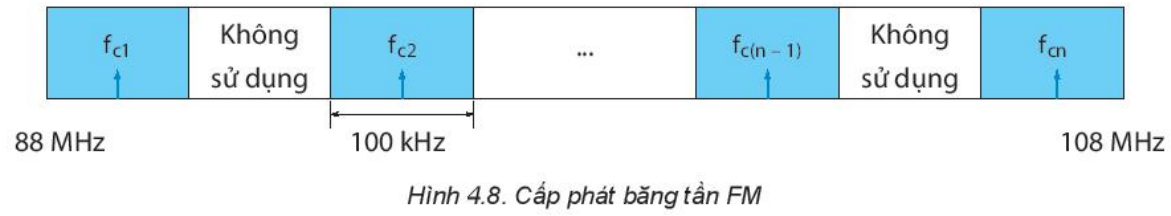 f_c1 Không sử dụng f_c2 ... f_c(n – 1) Không sử dụng f_cn
88 MHz 100 kHz 108 MHz
Hình 4.8. Cấp phát băng tần FM